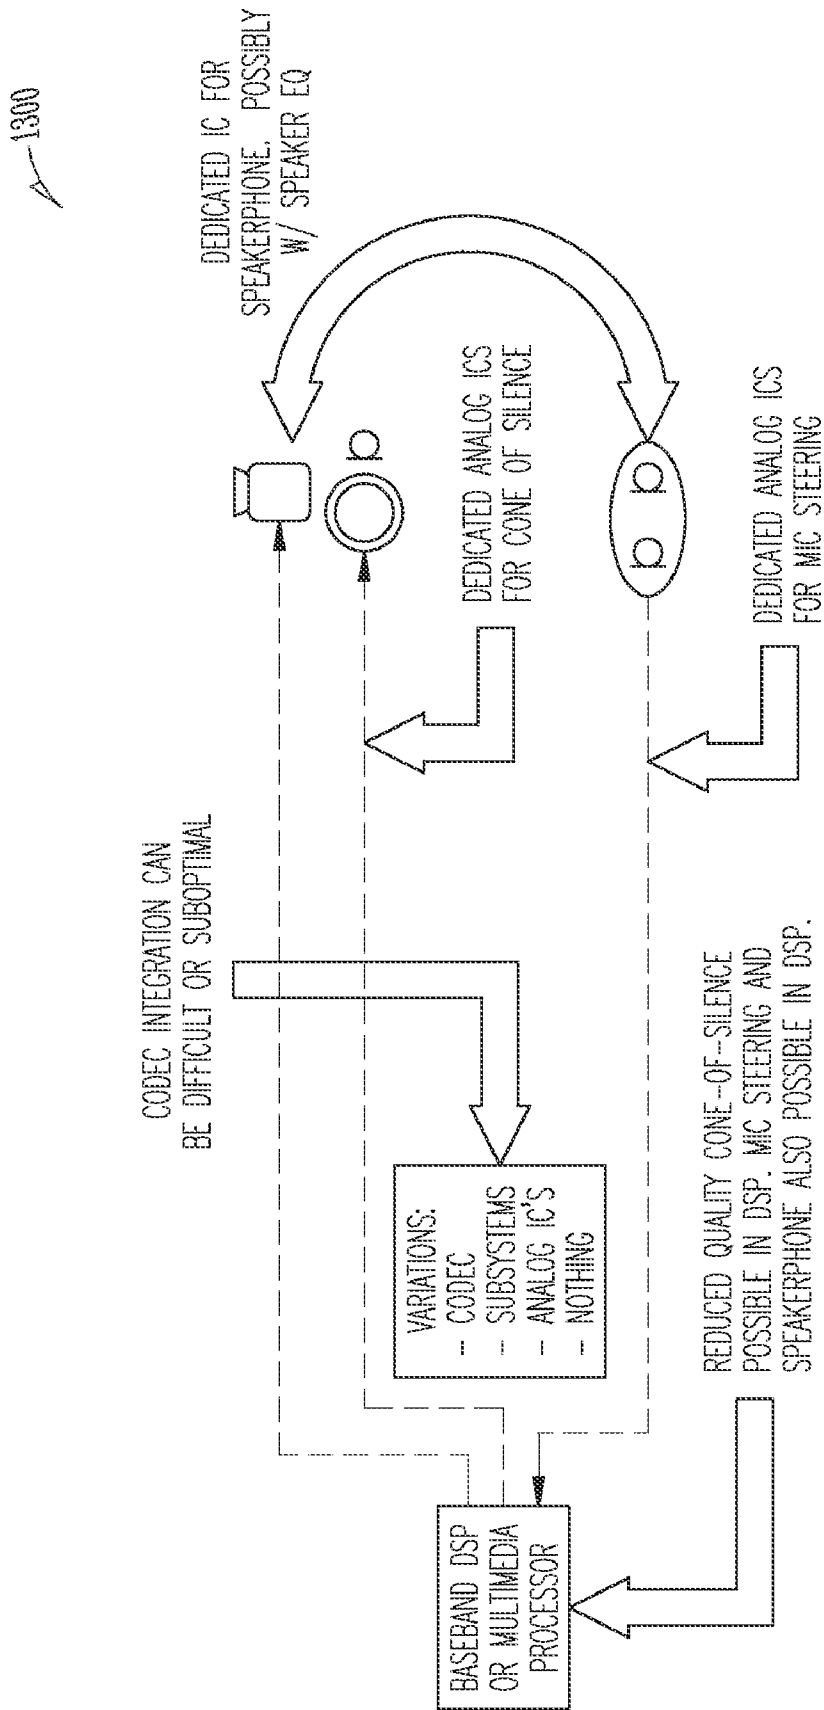 1300
DEDICATED IC FOR
SPEAKERPHONE. POSSIBLY
W/ SPEAKER EQ
CODEC INTEGRATION CAN
BE DIFFICULT OR SUBOPTIMAL
DEDICATED ANALOG ICS
FOR CONE OF SILENCE
VARIATIONS:
- CODEC
- SUBSYSTEMS
- ANALOG IC'S
- NOTHING
BASEBAND DSP
OR MULTIMEDIA
PROCESSOR
DEDICATED ANALOG ICS
FOR MIC STEERING
REDUCED QUALITY CONE-OF-SILENCE
POSSIBLE IN DSP. MIC STEERING AND
SPEAKERPHONE ALSO POSSIBLE IN DSP.